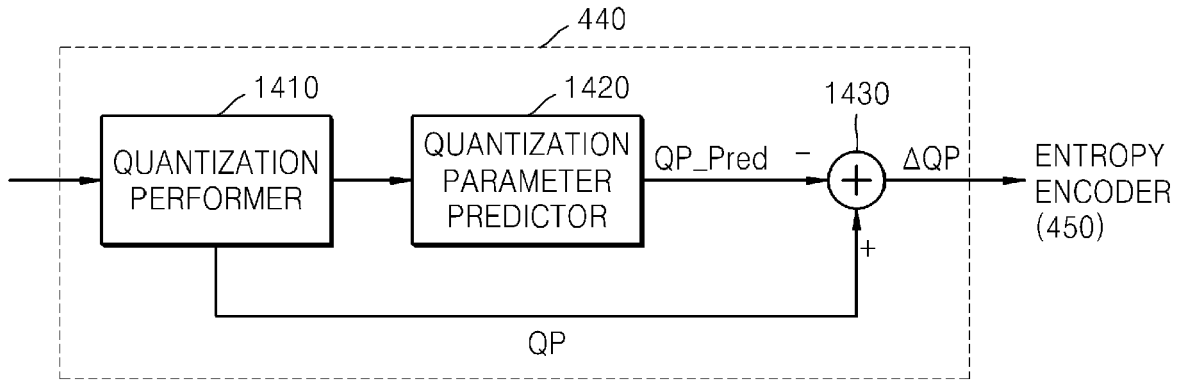 440
1410
1420
1430
QUANTIZATION
PERFORMER
QUANTIZATION
PARAMETER
PREDICTOR
QP_Pred
−
+
ΔQP
ENTROPY
ENCODER
(450)
+
QP